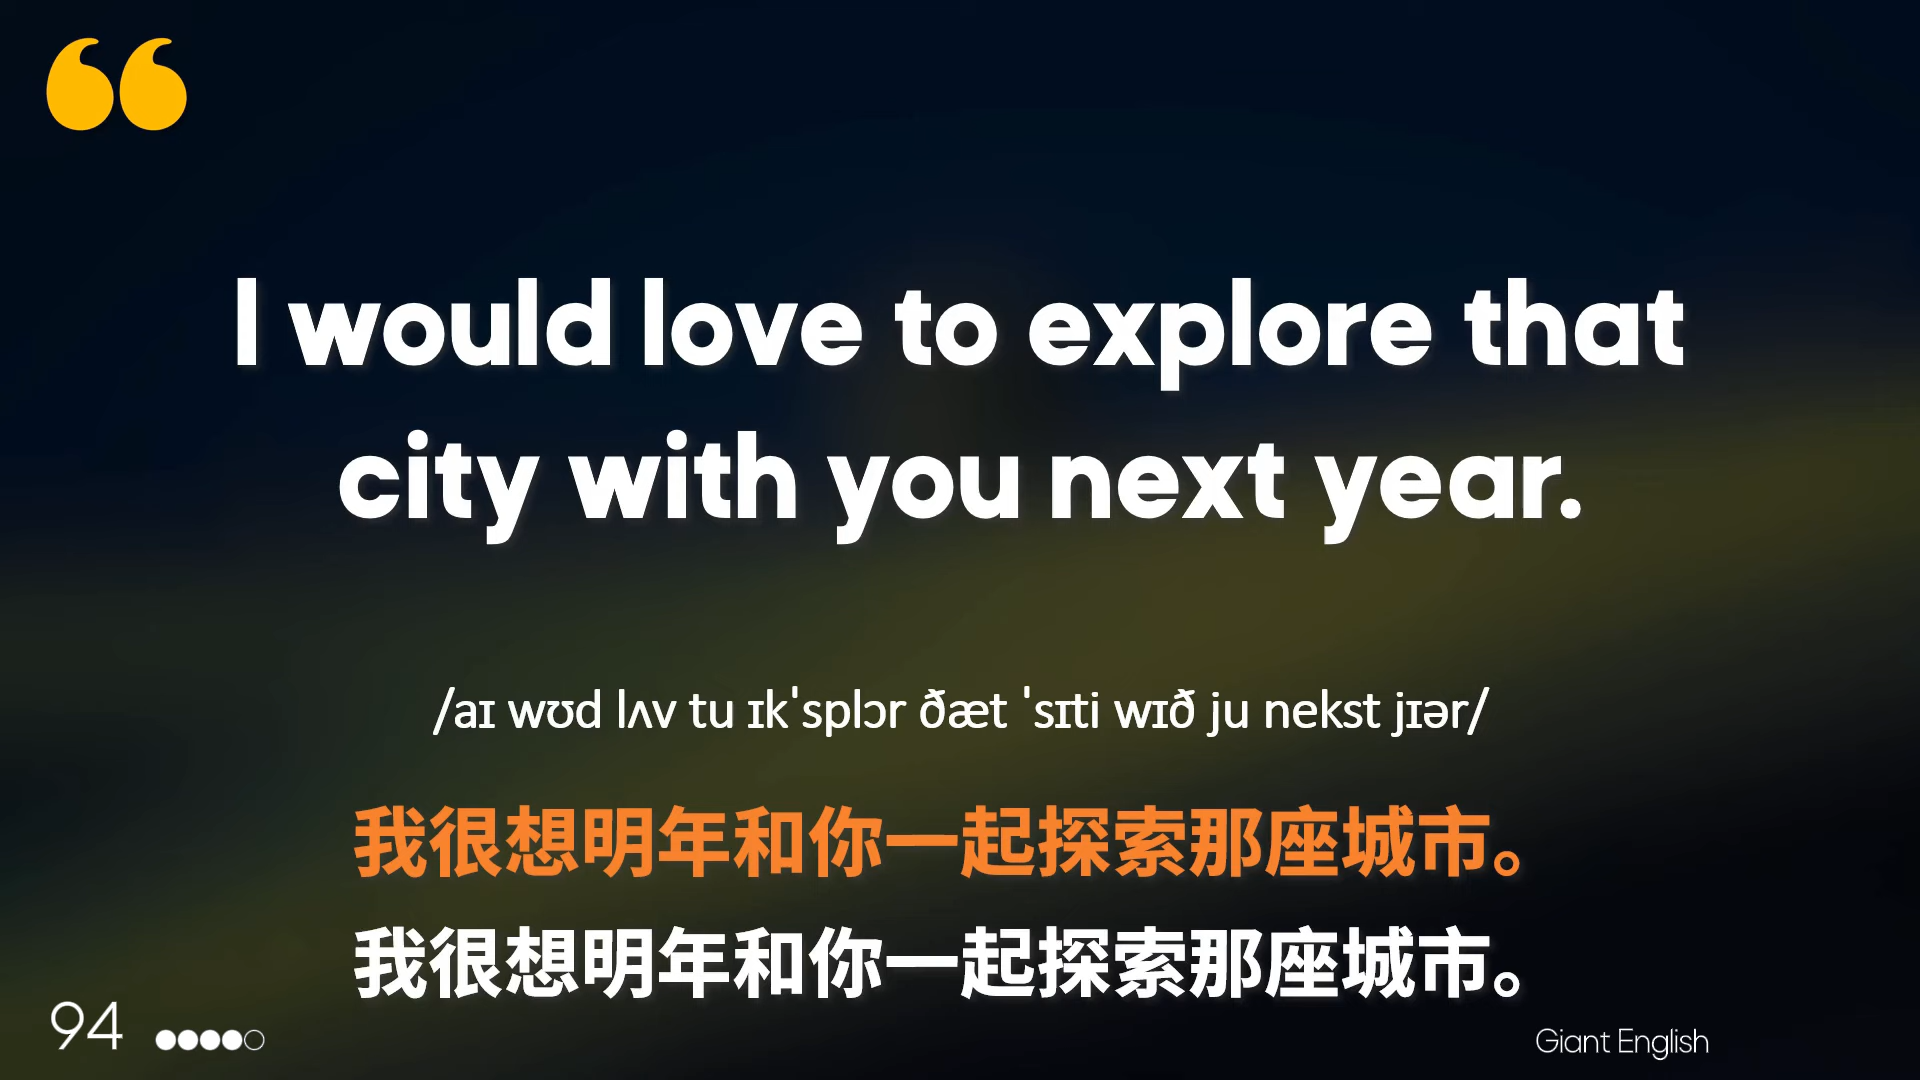 I would love to explore that
city with you next year.
/aɪ wʊd lʌv tu ɪkˈsplɔr ðæt ˈsɪti wɪð ju nekst jɪər/
我很想明年和你一起探索那座城市。
我很想明年和你一起探索那座城市。
94
Giant English